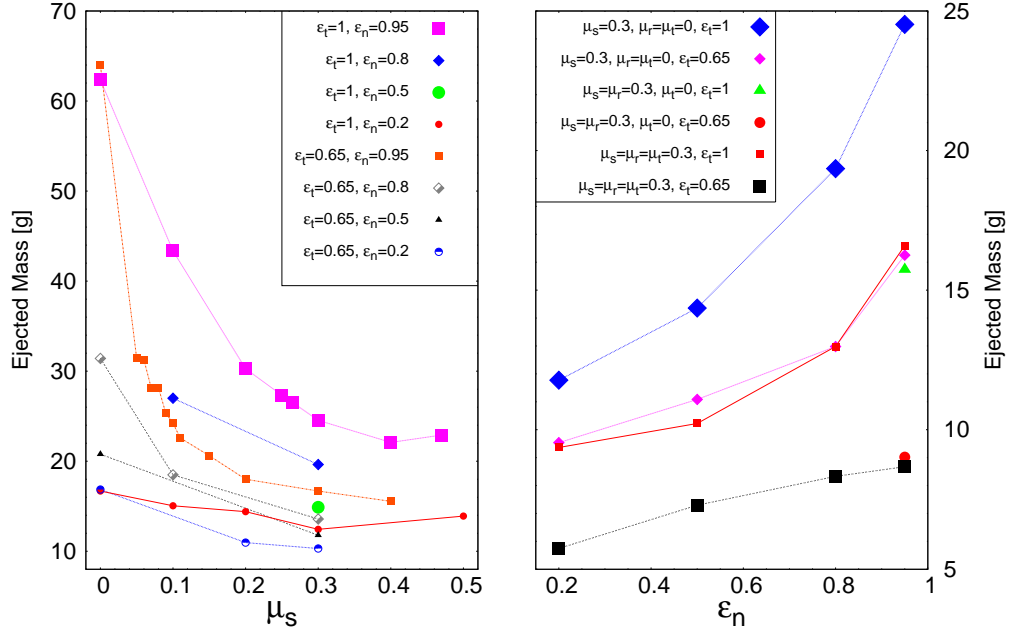 Ejected Mass [g]
70
60
50
40
30
20
10
0
0.1
0.2
0.3
0.4
0.5
μs
εt=1, εn=0.95
εt=1, εn=0.8
εt=1, εn=0.5
εt=1, εn=0.2
εt=0.65, εn=0.95
εt=0.65, εn=0.8
εt=0.65, εn=0.5
εt=0.65, εn=0.2
μs=0.3, μr=μt=0, εt=1
μs=0.3, μr=μt=0, εt=0.65
μs=μr=0.3, μt=0, εt=1
μs=μr=0.3, μt=0, εt=0.65
μs=μr=μt=0.3, εt=1
μs=μr=μt=0.3, εt=0.65
25
20
15
10
5
Ejected Mass [g]
0.2
0.4
0.6
0.8
1
εn